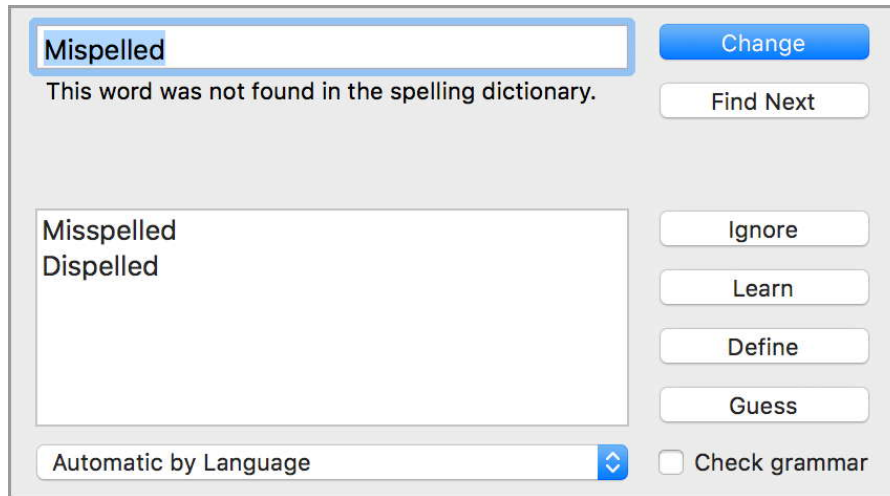 Mispelled
Change
This word was not found in the spelling dictionary.
Find Next
Misspelled
Dispelled
Ignore
Learn
Define
Guess
Automatic by Language
Check grammar